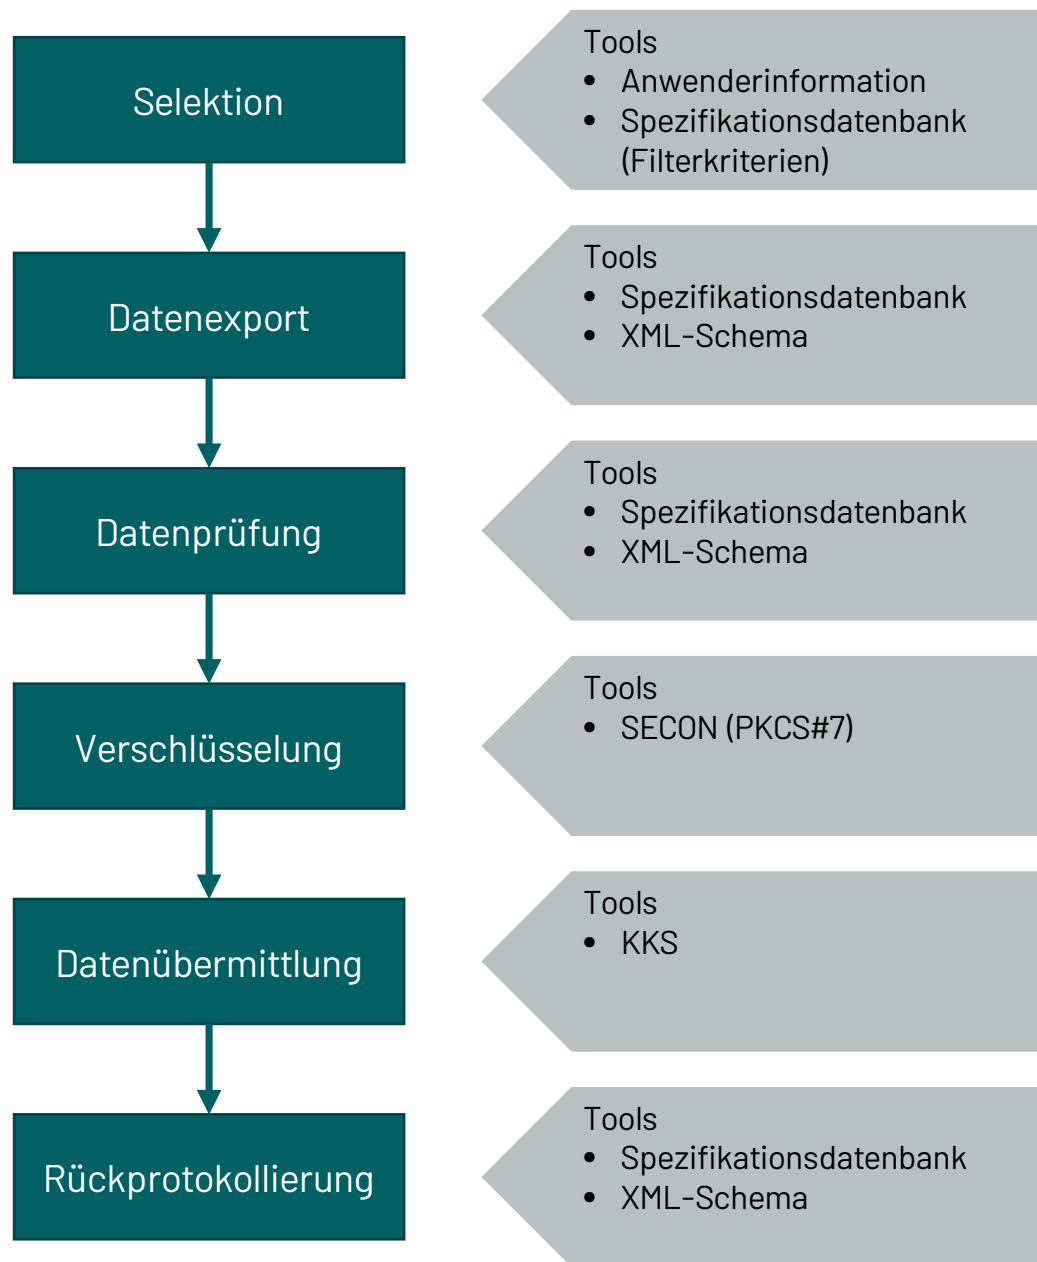 Selektion
Tools
• Anwenderinformation
• Spezifikationsdatenbank
(Filterkriterien)
Datenexport
Tools
• Spezifikationsdatenbank
• XML-Schema
Datenprüfung
Tools
• Spezifikationsdatenbank
• XML-Schema
Verschlüsselung
Tools
• SECON (PKCS#7)
Datenübermittlung
Tools
• KKS
Rückprotokollierung
Tools
• Spezifikationsdatenbank
• XML-Schema